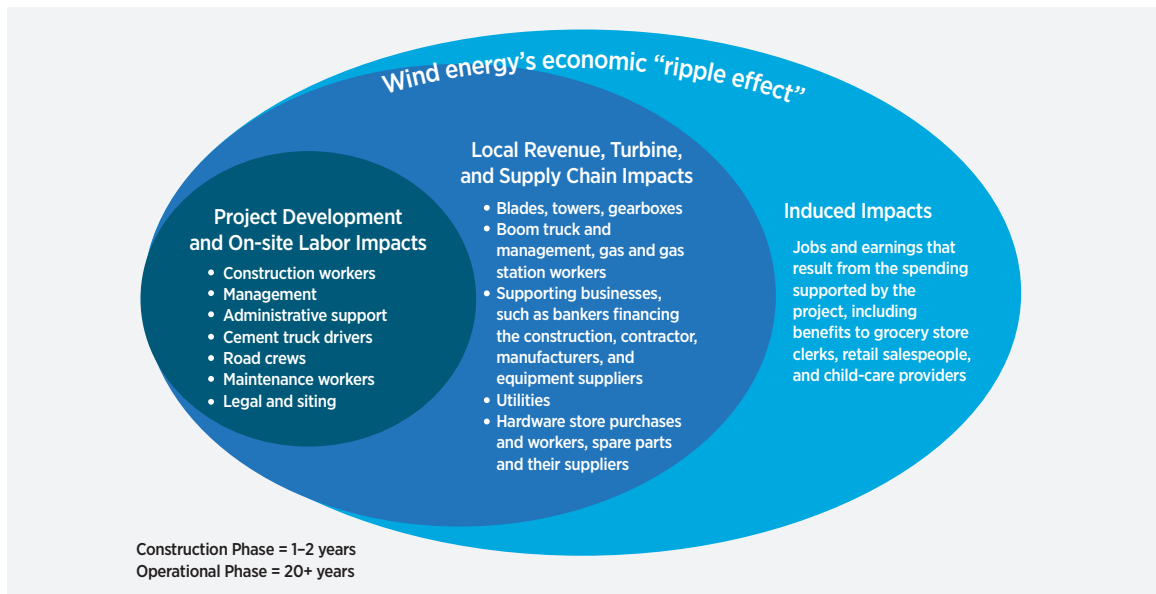 Wind energy’s economic “ripple effect”
Project Development
and On-site Labor Impacts
• Construction workers
• Management
• Administrative support
• Cement truck drivers
• Road crews
• Maintenance workers
• Legal and siting
Local Revenue, Turbine,
and Supply Chain Impacts
• Blades, towers, gearboxes
• Boom truck and
management, gas and gas
station workers
• Supporting businesses,
such as bankers financing
the construction, contractor,
manufacturers, and
equipment suppliers
• Utilities
• Hardware store purchases
and workers, spare parts
and their suppliers
Induced Impacts
Jobs and earnings that
result from the spending
supported by the
project, including
benefits to grocery store
clerks, retail salespeople,
and child-care providers
Construction Phase = 1–2 years
Operational Phase = 20+ years